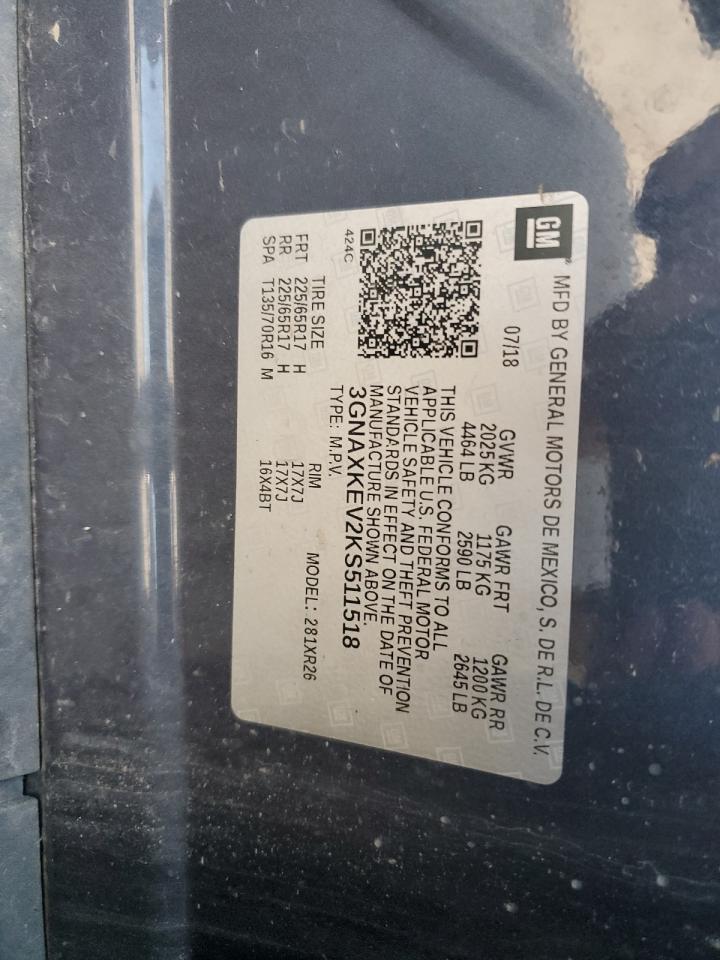 GM
MFD BY GENERAL MOTORS DE MEXICO, S. DE R.L. DE C.V.
07/18
GVWR GAWR FRT GAWR RR
2025 KG 1175 KG 1200 KG
4464 LB 2590 LB 2645 LB
THIS VEHICLE CONFORMS TO ALL
APPLICABLE U.S. FEDERAL MOTOR
VEHICLE SAFETY AND THEFT PREVENTION
STANDARDS IN EFFECT ON THE DATE OF
MANUFACTURE SHOWN ABOVE.
3GNAXKEV2KS511518
424C
TYPE: M.P.V. MODEL: 281XR26
TIRE SIZE RIM
FRT 225/65R17 H 17X7J
RR 225/65R17 H 17X7J
SPA T135/70R16 M 16X4BT